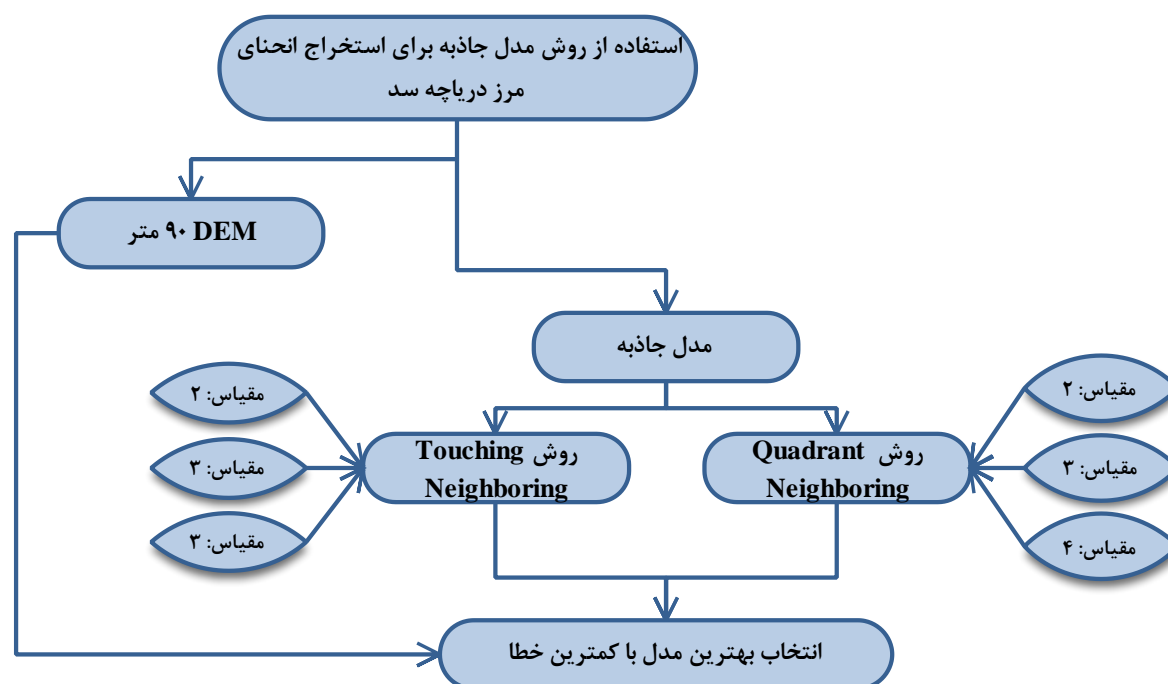 استفاده از روش مدل جاذبه برای استخراج انحنای
مرز دریاچه سد
DEM ۹۰ متر
مدل جاذبه
مقیاس: ۲
مقیاس: ۳
مقیاس: ۳
روش Touching
Neighboring
روش Quadrant
Neighboring
مقیاس: ۲
مقیاس: ۳
مقیاس: ۴
انتخاب بهترین مدل با کمترین خطا